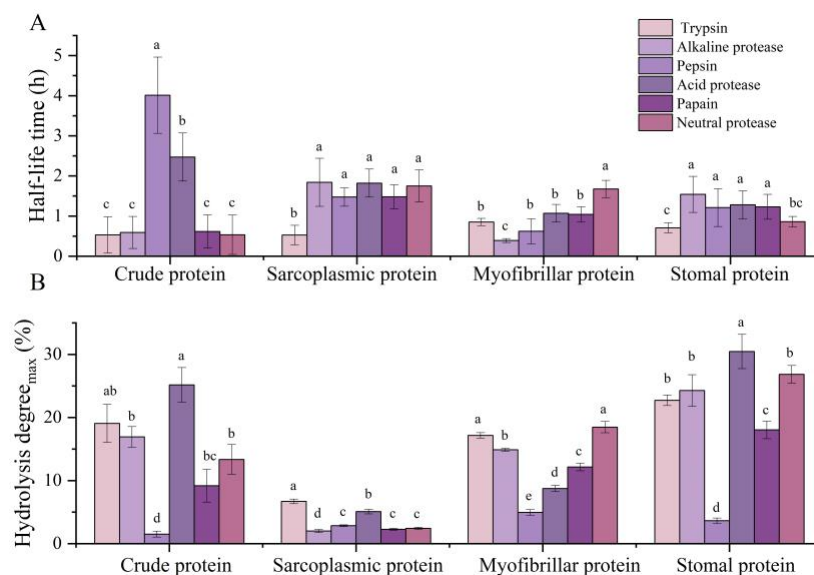 A
Half-life time (h)
6
5
4
3
2
1
0
Trypsin
Alkaline protease
Pepsin
Acid protease
Papain
Neutral protease
c c a b c c
b a a a a a
b c b b b a
c a a a a bc
Crude protein Sarcoplasmic protein Myofibrillar protein Stomal protein
B
Hydrolysis degree max (%)
30
20
10
0
ab b d a bc b
a d c b c c
a b e d c a
b b d a c b
Crude protein Sarcoplasmic protein Myofibrillar protein Stomal protein